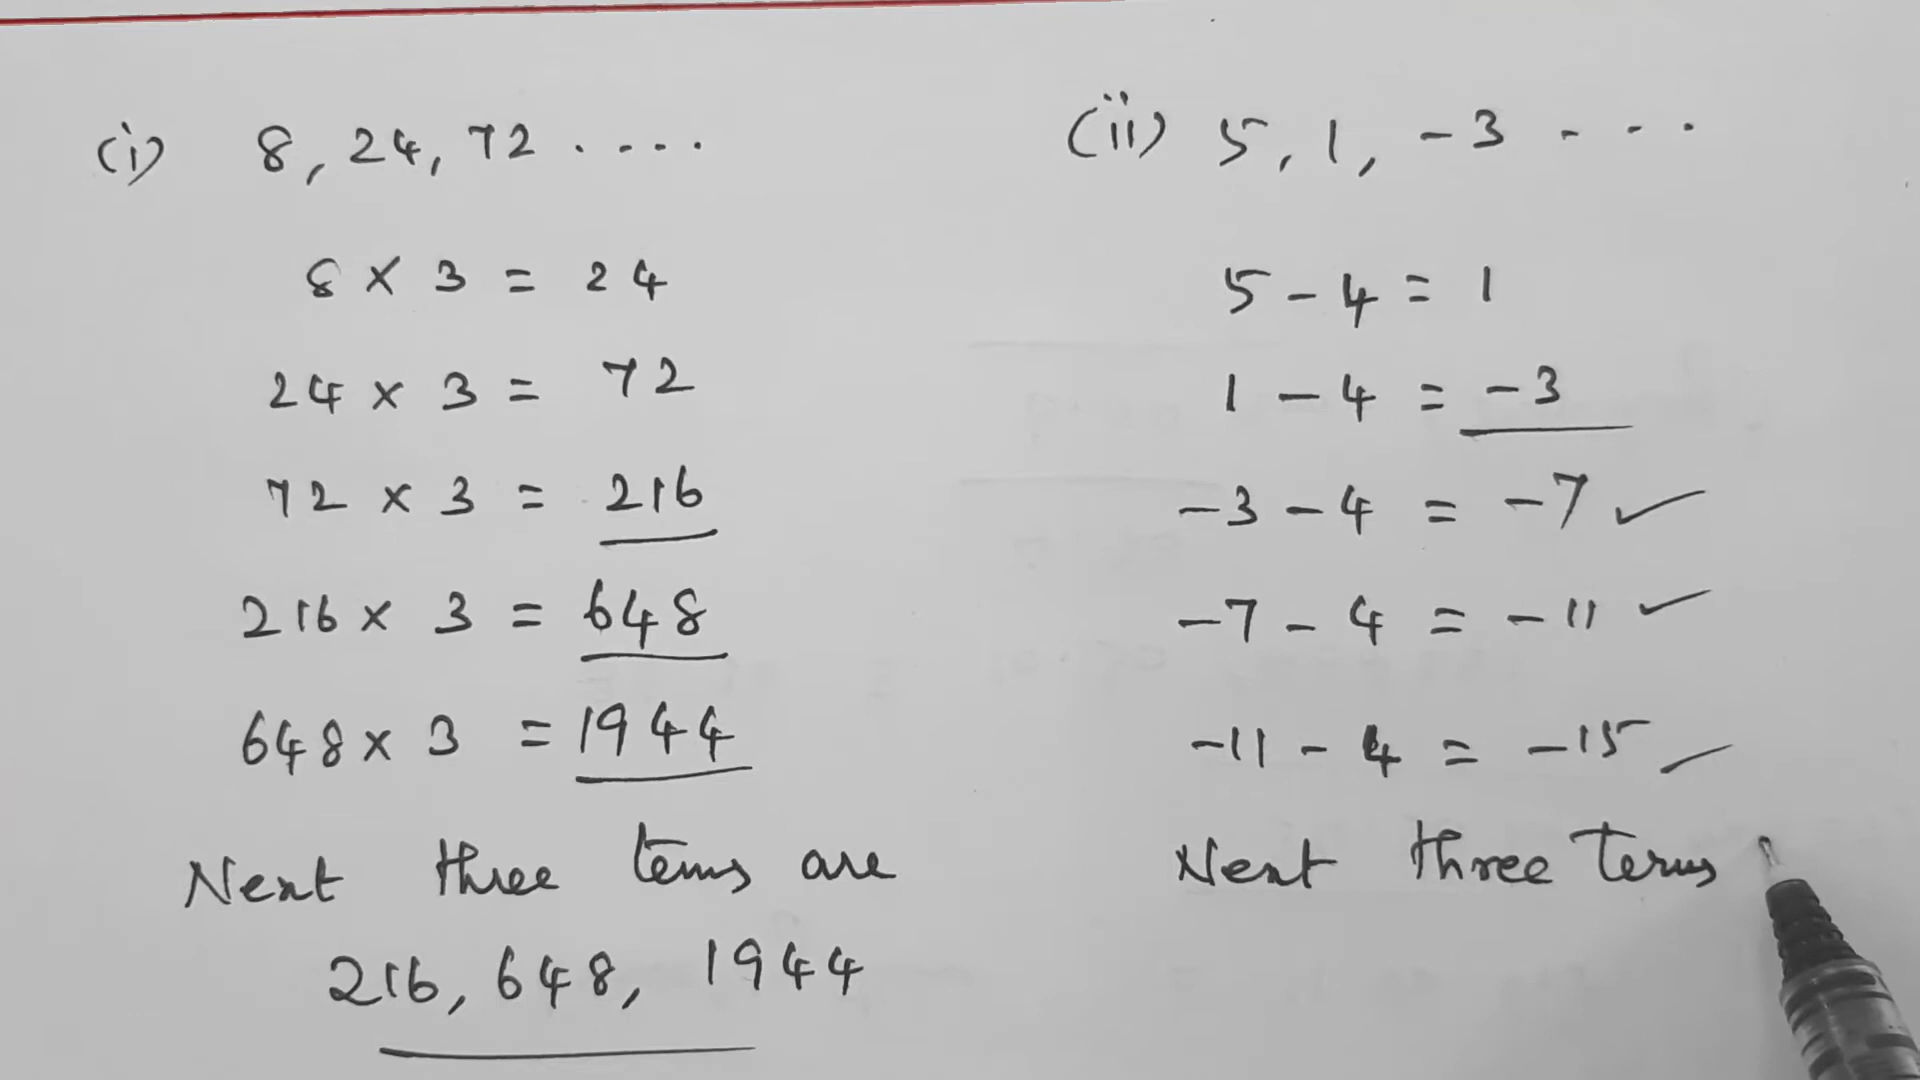 (i) 8, 24, 72 .....
8 × 3 = 24
24 × 3 = 72
72 × 3 = 216
216 × 3 = 648
648 × 3 = 1944
Next three terms are
216, 648, 1944
(ii) 5, 1, -3 ....
5 - 4 = 1
1 - 4 = -3
-3 - 4 = -7 ✓
-7 - 4 = -11 ✓
-11 - 4 = -15 ✓
Next three terms